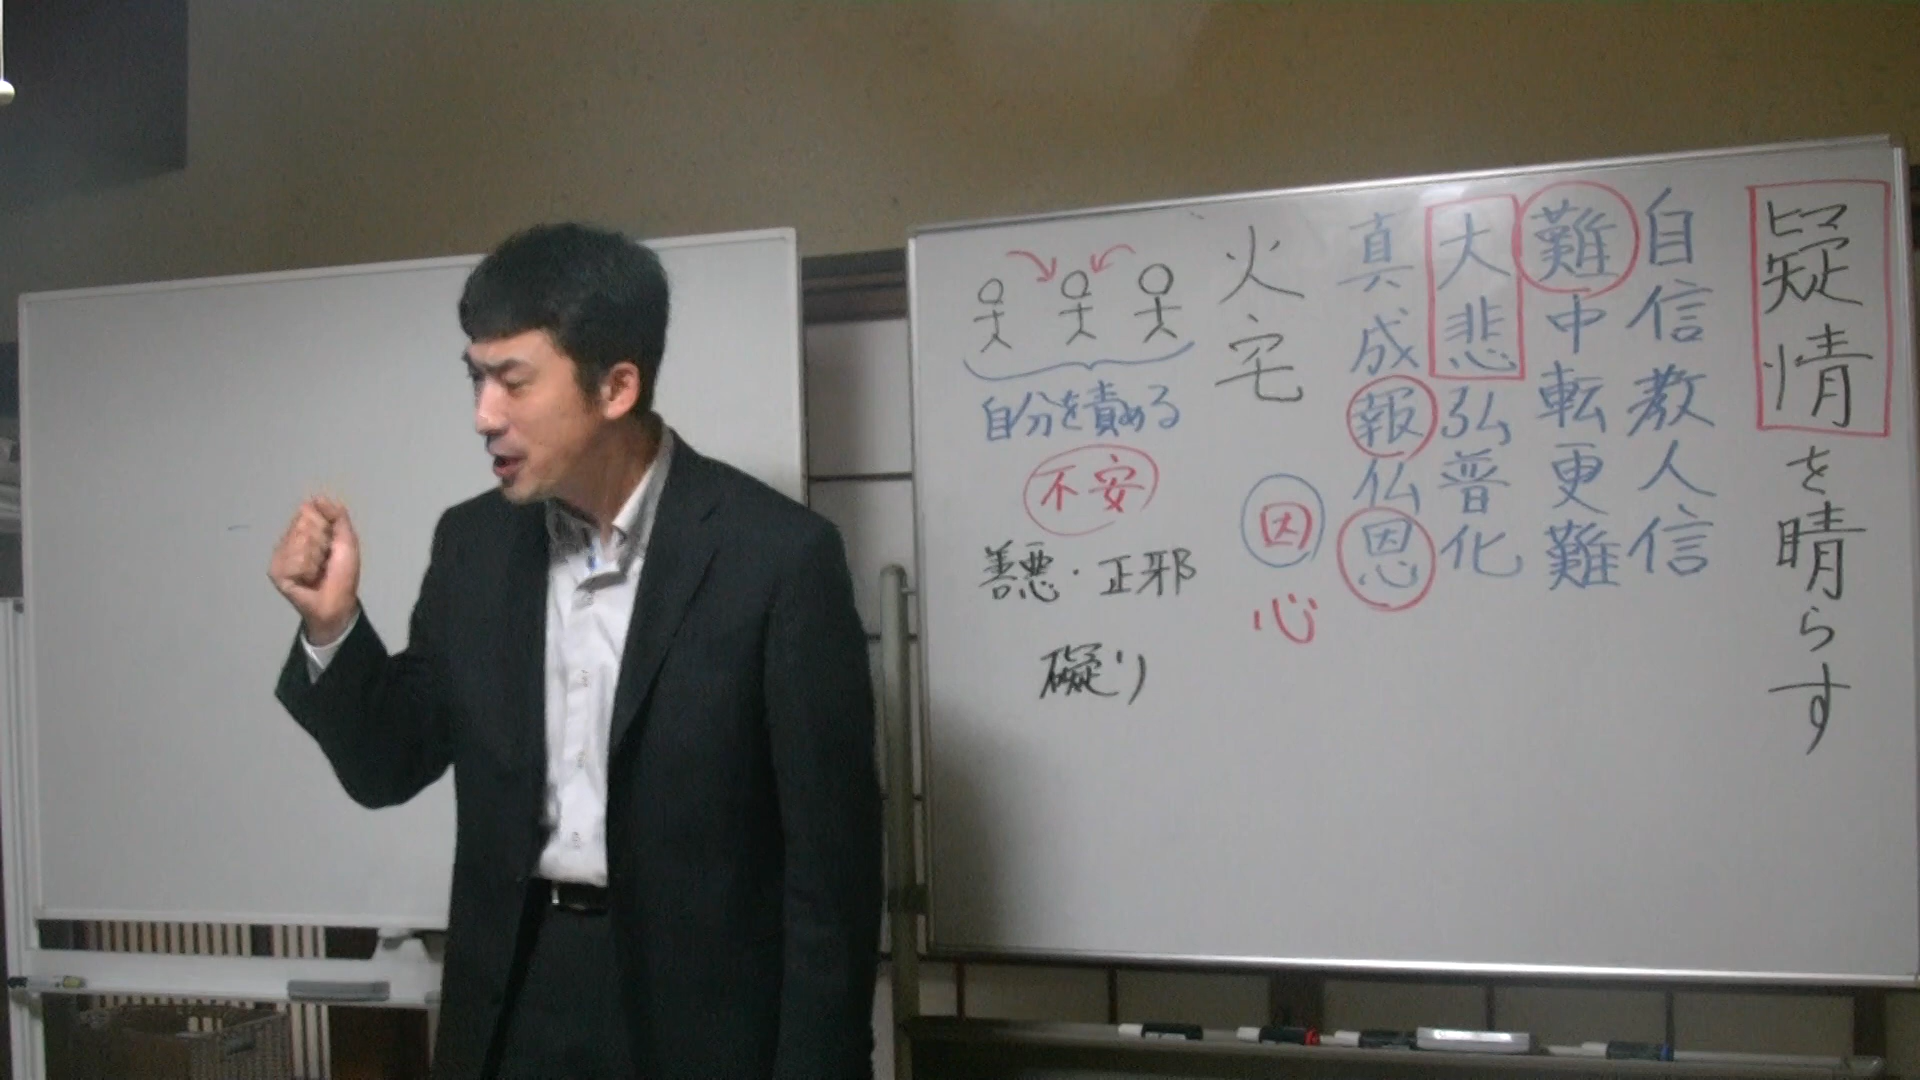 疑情を晴らす
自信教人信
難中転更難
大悲弘普化
真成報仏恩
火宅
因
心
自分を責める
不安
善悪・正邪
礙り